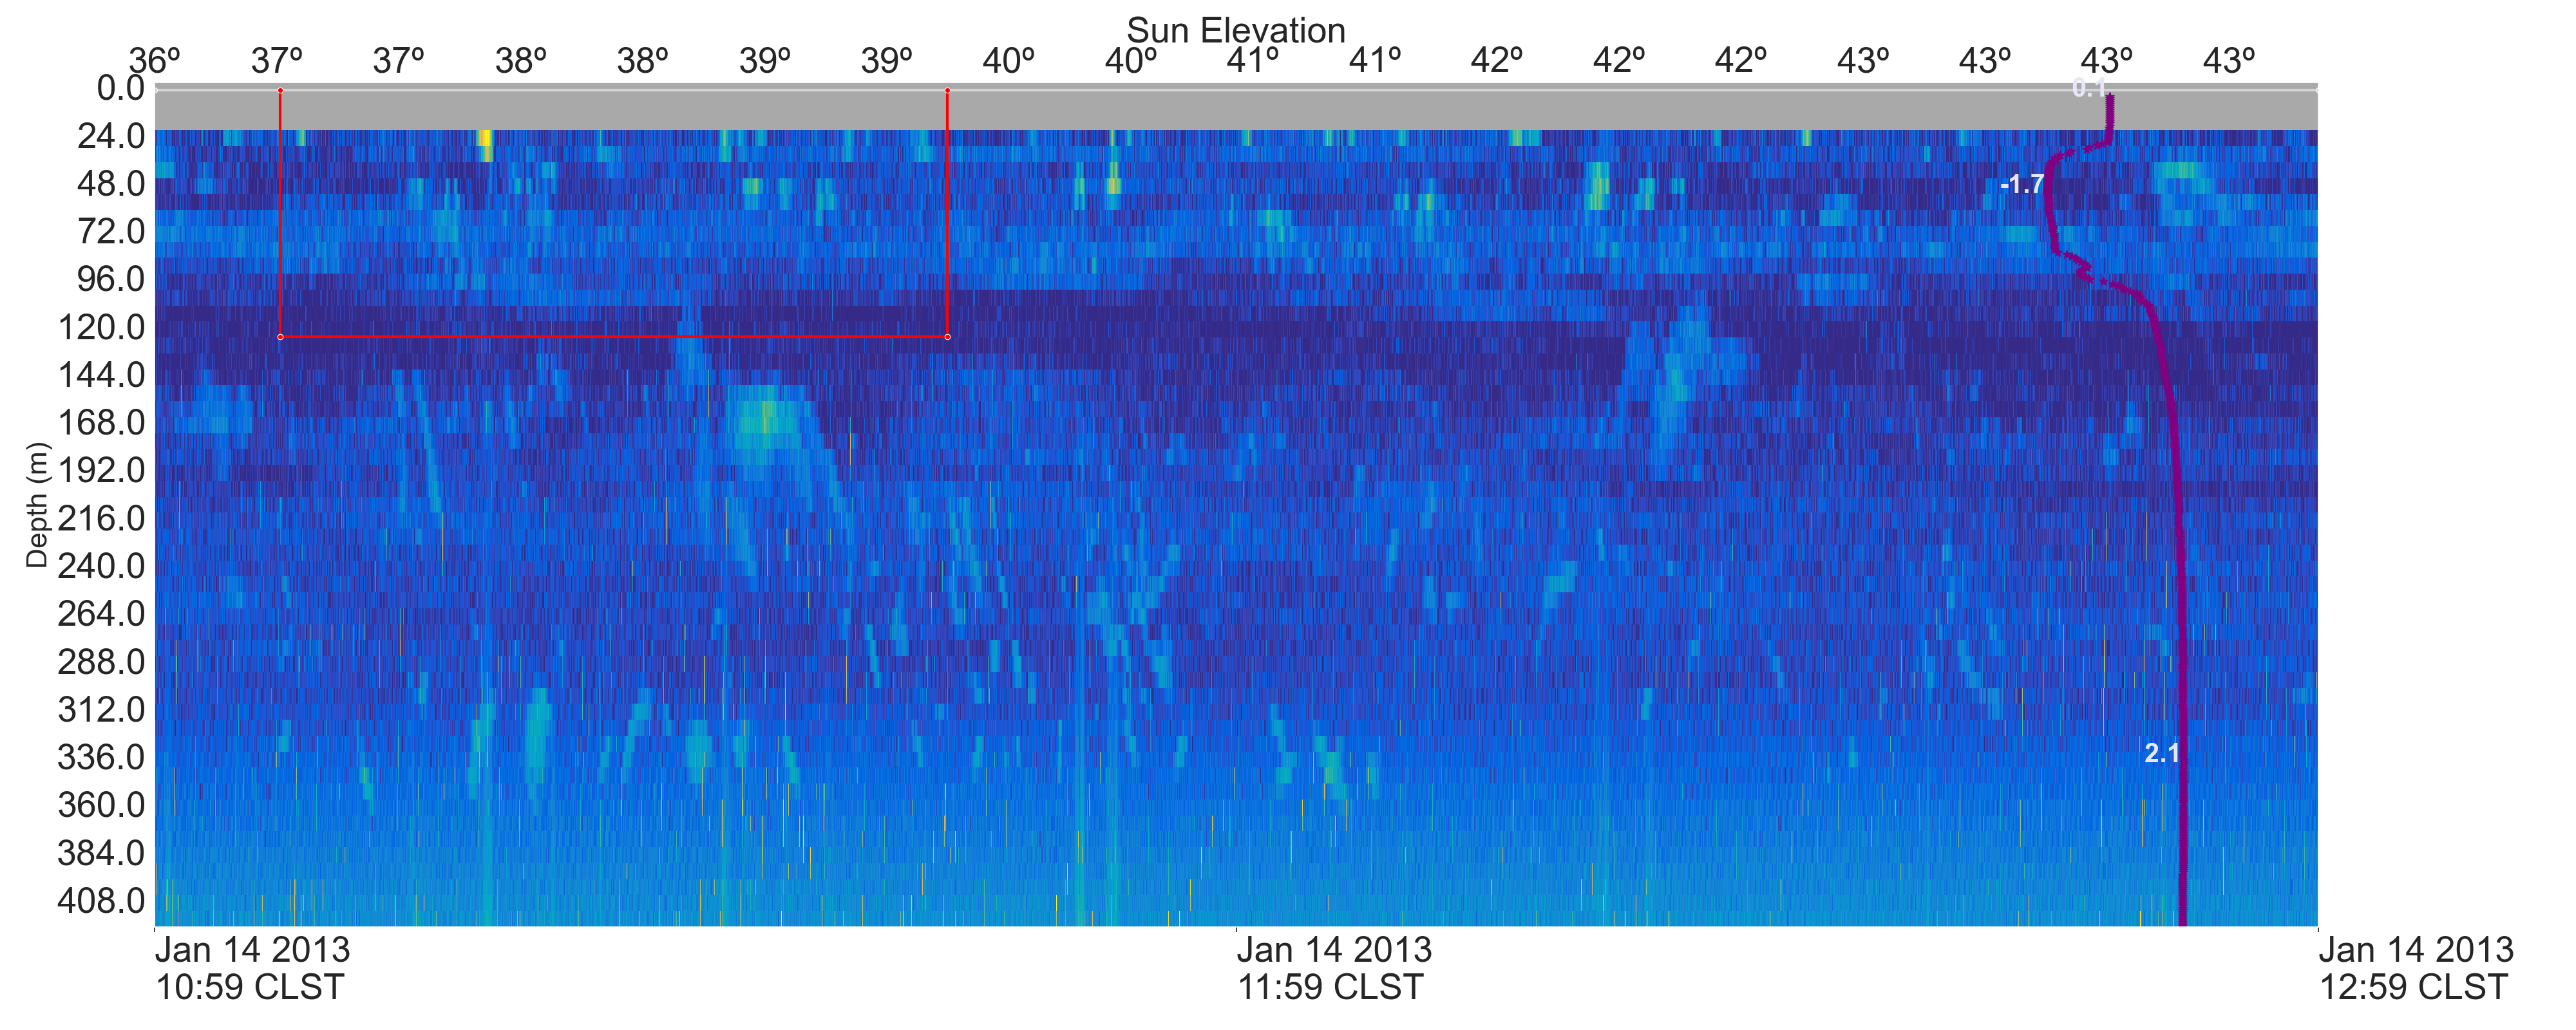 Sun Elevation
36º 37º 37º 38º 38º 39º 39º 40º 40º 41º 41º 42º 42º 42º 43º 43º 43º 43º
0.0
24.0
48.0
72.0
96.0
120.0
144.0
168.0
192.0
216.0
240.0
264.0
288.0
312.0
336.0
360.0
384.0
408.0
Depth (m)
0.1
-1.7
2.1
Jan 14 2013
10:59 CLST
Jan 14 2013
11:59 CLST
Jan 14 2013
12:59 CLST